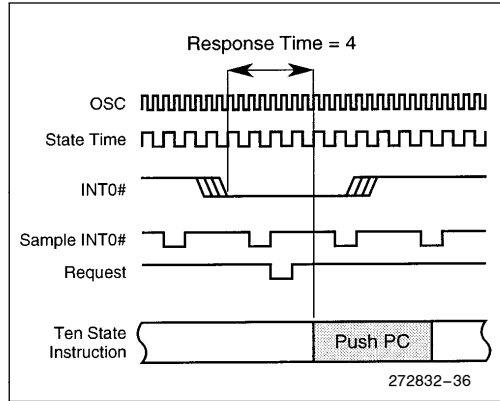 Response Time = 4
OSC
State Time
INT0#
Sample INT0#
Request
Ten State
Instruction
Push PC
272832-36